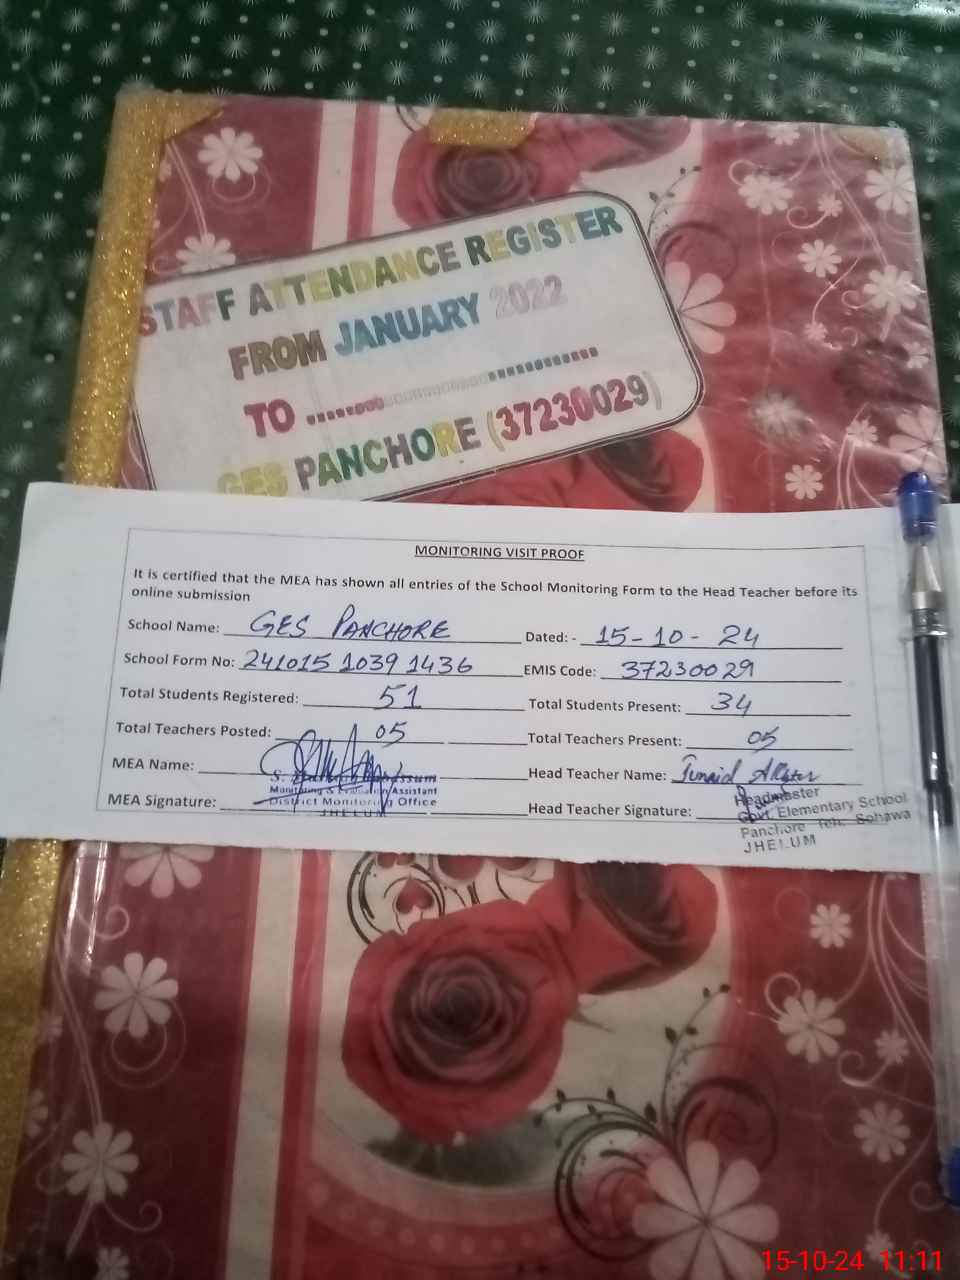 STAFF ATTENDANCE REGISTER
FROM JANUARY 2022
TO ..............................
GES PANCHORE (37230029)
MONITORING VISIT PROOF
It is certified that the MEA has shown all entries of the School Monitoring Form to the Head Teacher before its
online submission
School Name: GES PANCHORE Dated: - 15-10-24
School Form No: 241015 1039 1436 EMIS Code: 37230029
Total Students Registered: 51 Total Students Present: 34
Total Teachers Posted: 05 Total Teachers Present: 05
MEA Name: Head Teacher Name: Junaid
S.
Monitoring & Evaluation Assistant
MEA Signature: District Monitoring Office Head Teacher Signature:
JHELUM
Headmaster
Govt. Elementary School
Panchore Teh. Sohawa
JHELUM
15-10-24 11:11